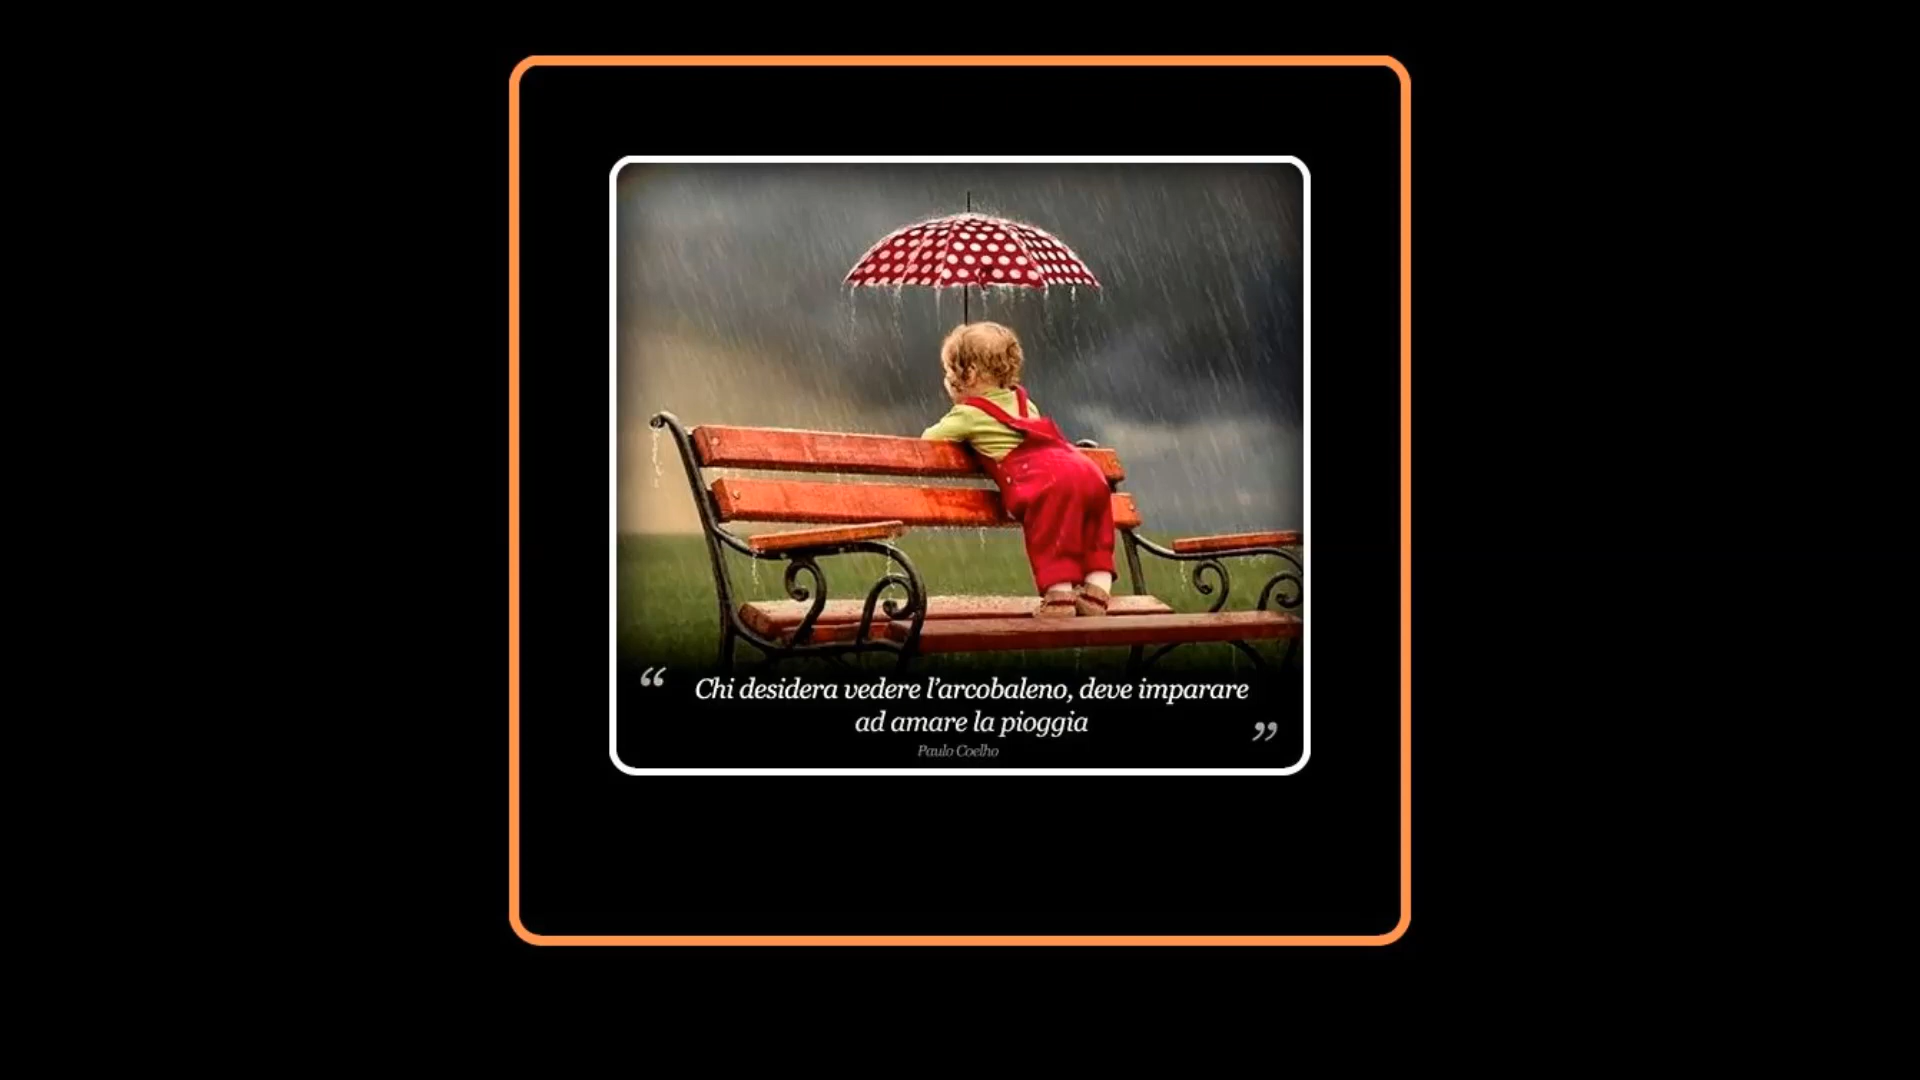 “ Chi desidera vedere l’arcobaleno, deve imparare
ad amare la pioggia ”
Paulo Coelho